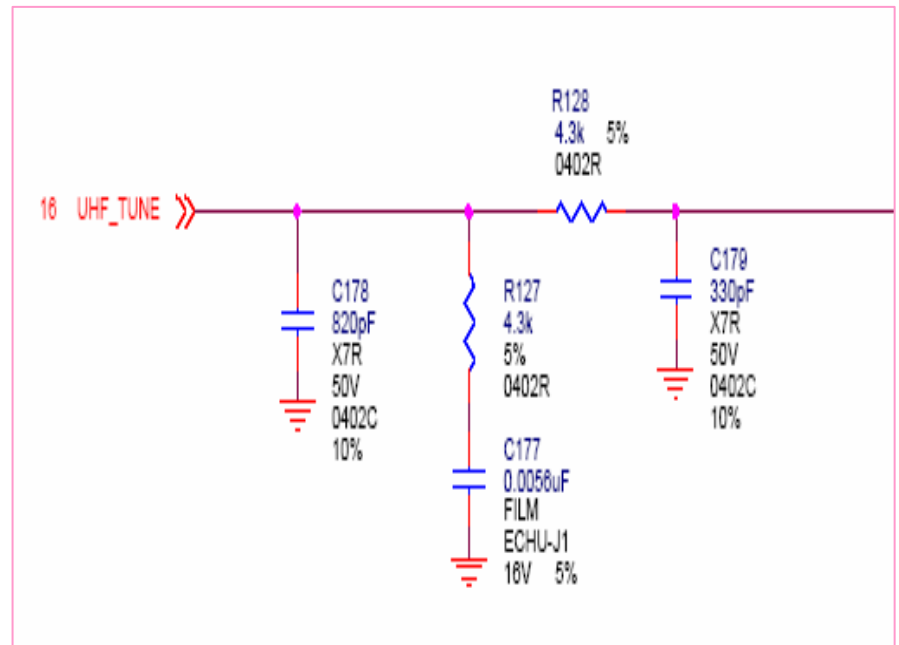 R128
4.3k 5%
0402R
16 UHF_TUNE
C178
820pF
X7R
50V
0402C
10%
R127
4.3k
5%
0402R
C177
0.0056uF
FILM
ECHU-J1
16V 5%
C179
330pF
X7R
50V
0402C
10%